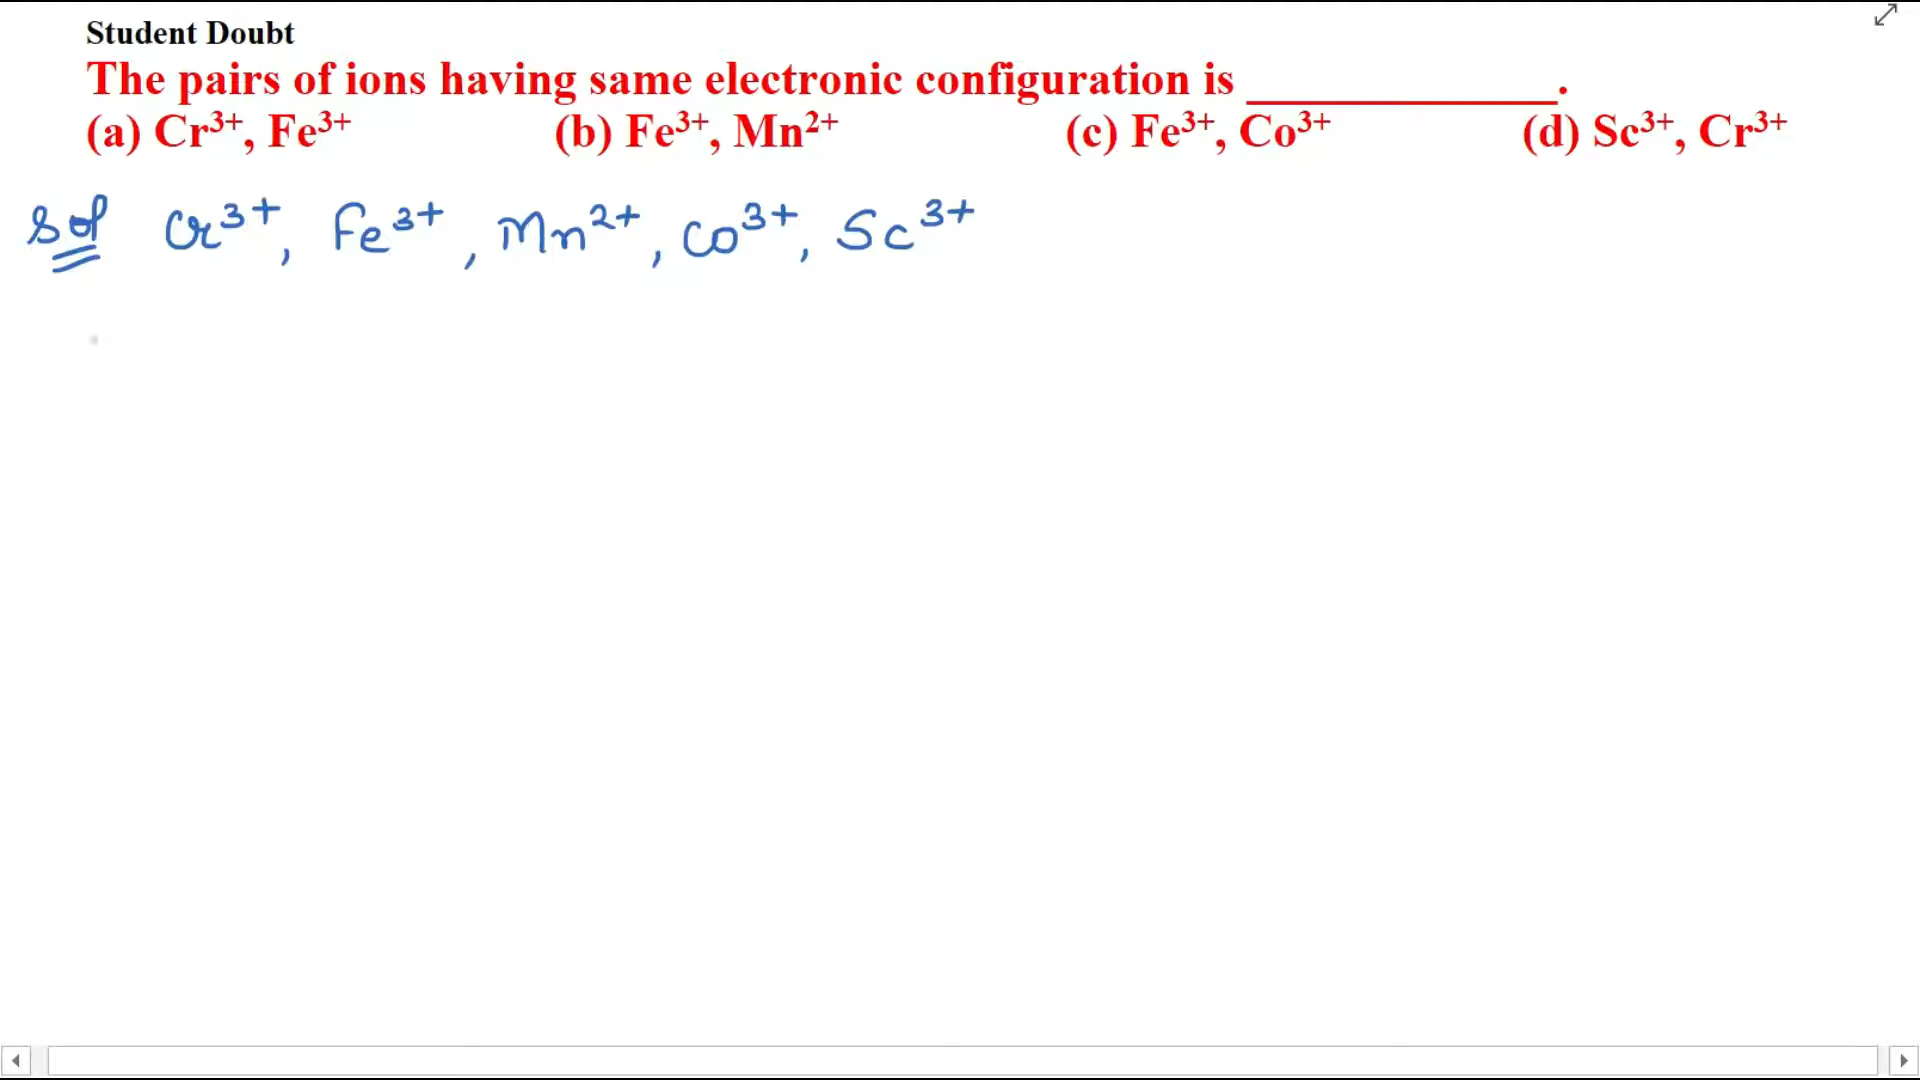 Student Doubt
The pairs of ions having same electronic configuration is _____________.
(a) Cr³⁺, Fe³⁺ (b) Fe³⁺, Mn²⁺ (c) Fe³⁺, Co³⁺ (d) Sc³⁺, Cr³⁺
Sol Cr³⁺, Fe³⁺, Mn²⁺, Co³⁺, Sc³⁺